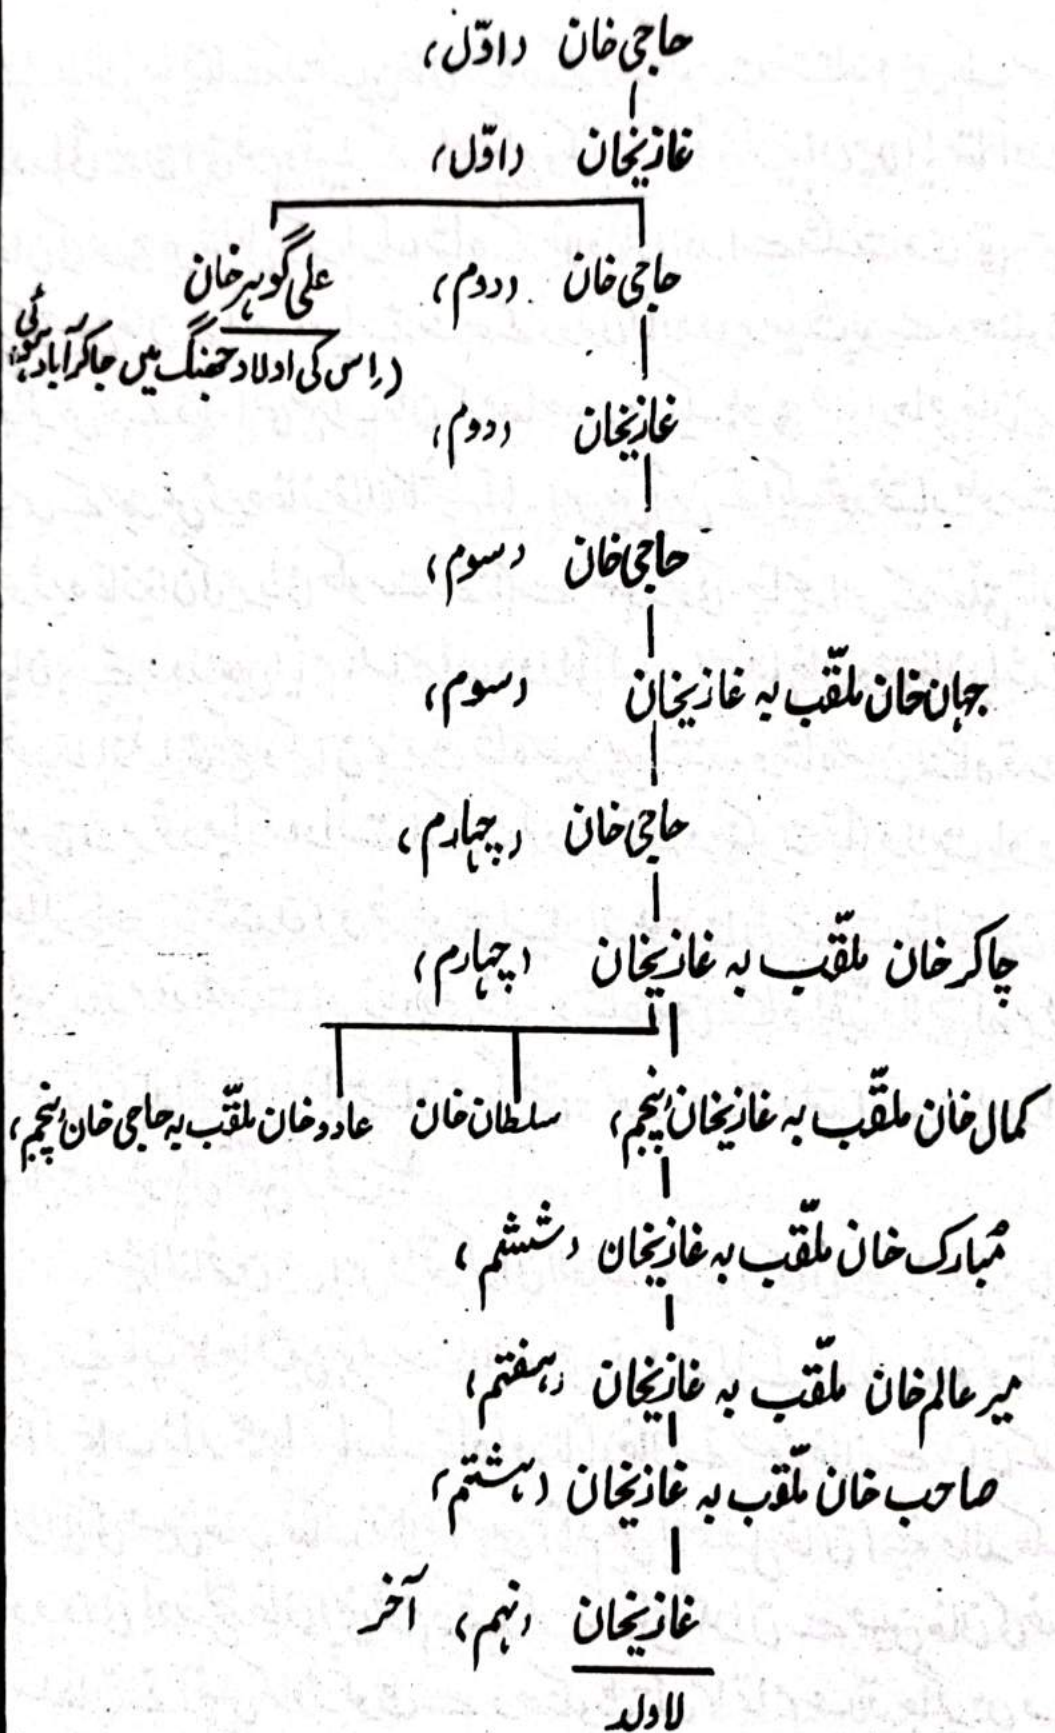 حاجی خان (اوّل)
غازیخان (اوّل)
حاجی خان (دوم) علی گوہر خان
(اس کی اولاد جھنگ میں جاکر آباد ہوئی)
غازیخان (دوم)
حاجی خان (سوم)
جہان خان ملقّب بہ غازیخان (سوم)
حاجی خان (چہارم)
چاکر خان ملقّب بہ غازیخان (چہارم)
کمال خان ملقّب بہ غازیخان (پنجم) سلطان خان عادو خان ملقّب بہ حاجی خان (پنجم)
مُبارک خان ملقّب بہ غازیخان (ششم)
میر عالم خان ملقّب بہ غازیخان (ہفتم)
صاحب خان ملّقب بہ غازیخان (ہشتم)
غازیخان (نہم) آخر
لاولد